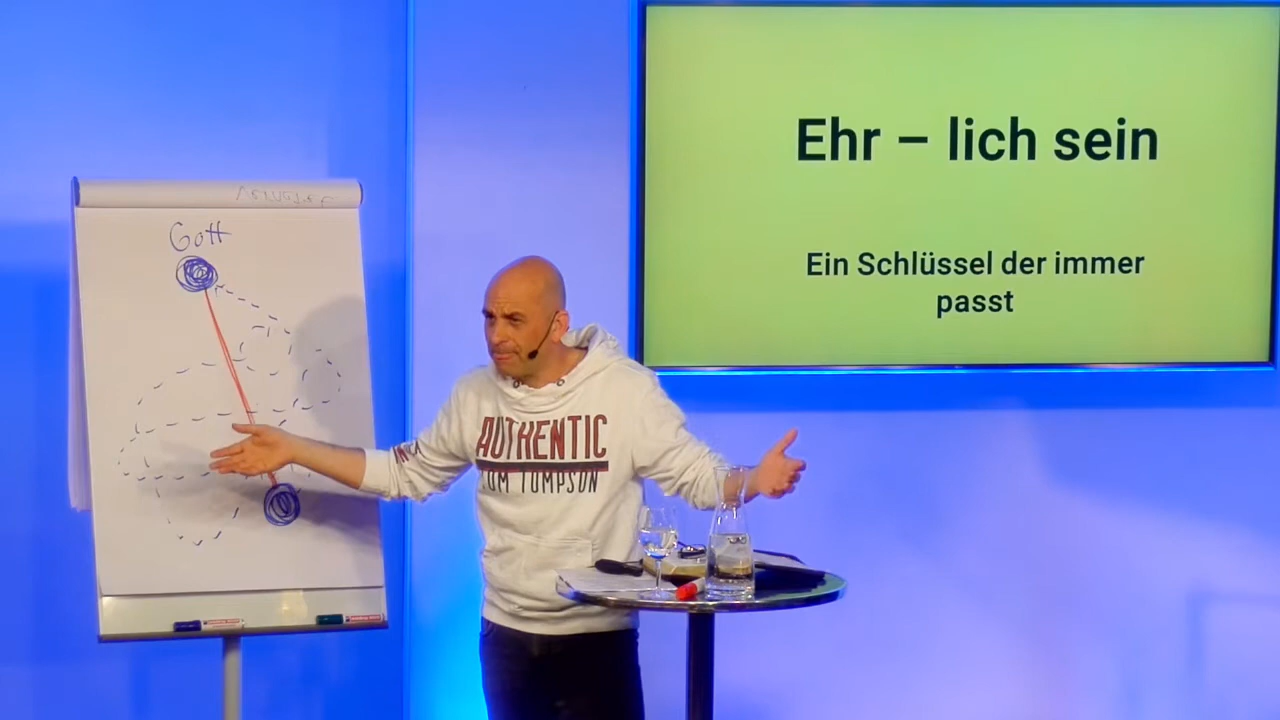 Ehr – lich sein
Ein Schlüssel der immer
passt
Gott
AUTHENTIC
TOM TOMPSON